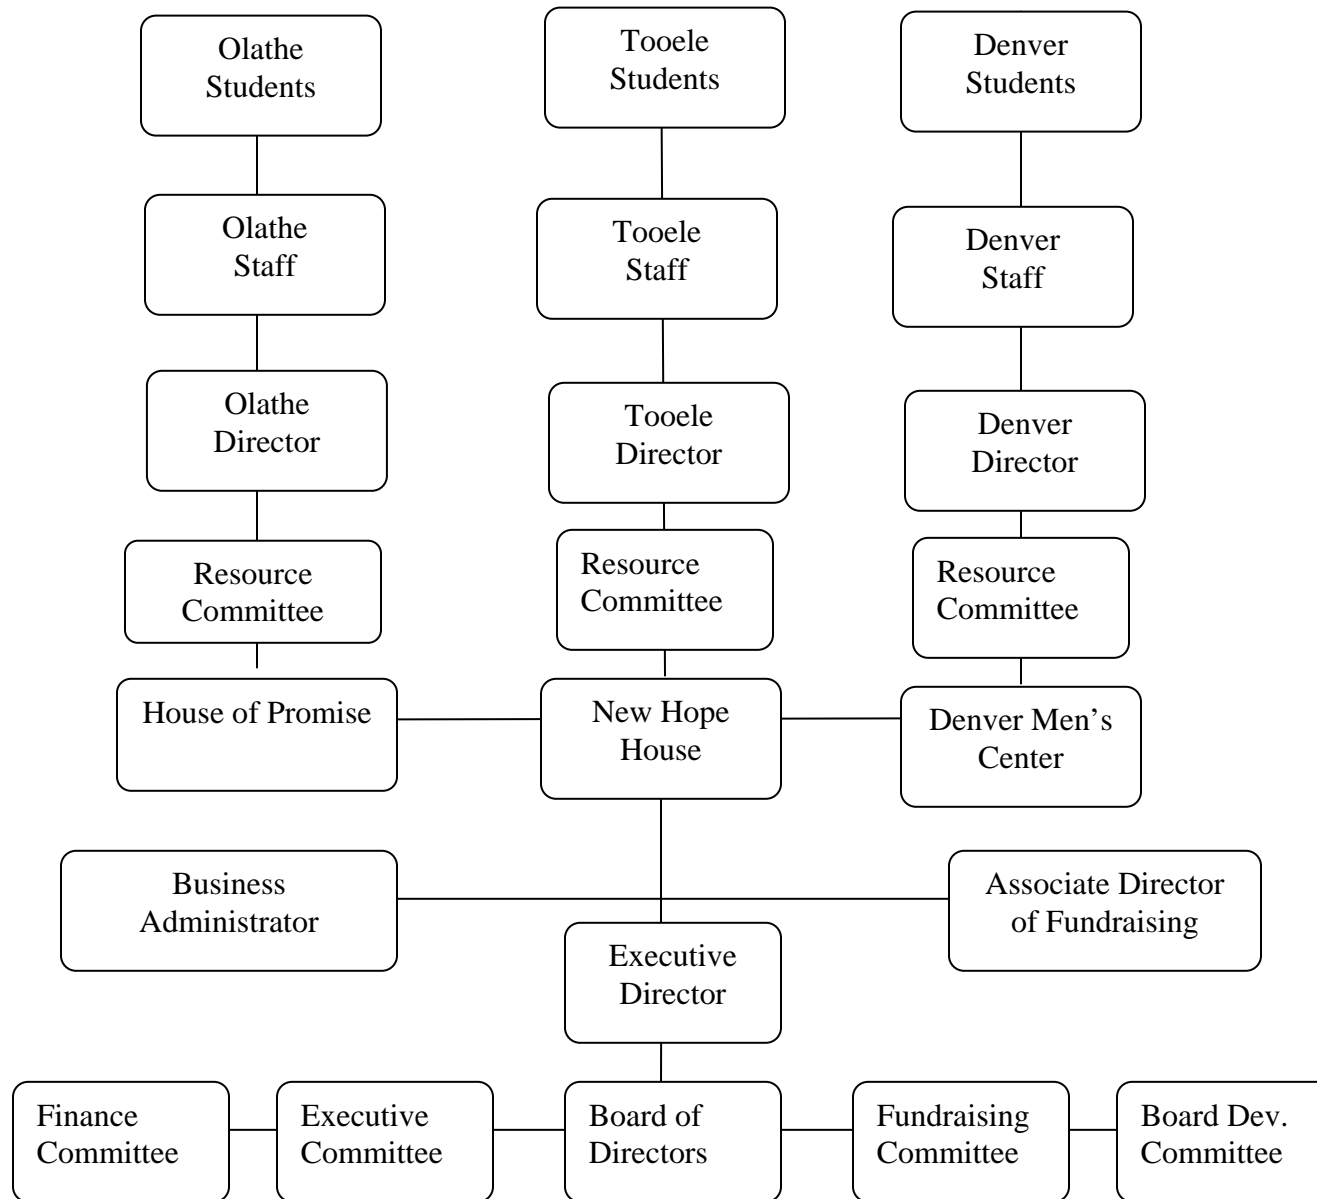 Olathe
Students
Tooele
Students
Denver
Students
Olathe
Staff
Tooele
Staff
Denver
Staff
Olathe
Director
Tooele
Director
Denver
Director
Resource
Committee
Resource
Committee
Resource
Committee
House of Promise
New Hope
House
Denver Men’s
Center
Business
Administrator
Associate Director
of Fundraising
Executive
Director
Finance
Committee
Executive
Committee
Board of
Directors
Fundraising
Committee
Board Dev.
Committee